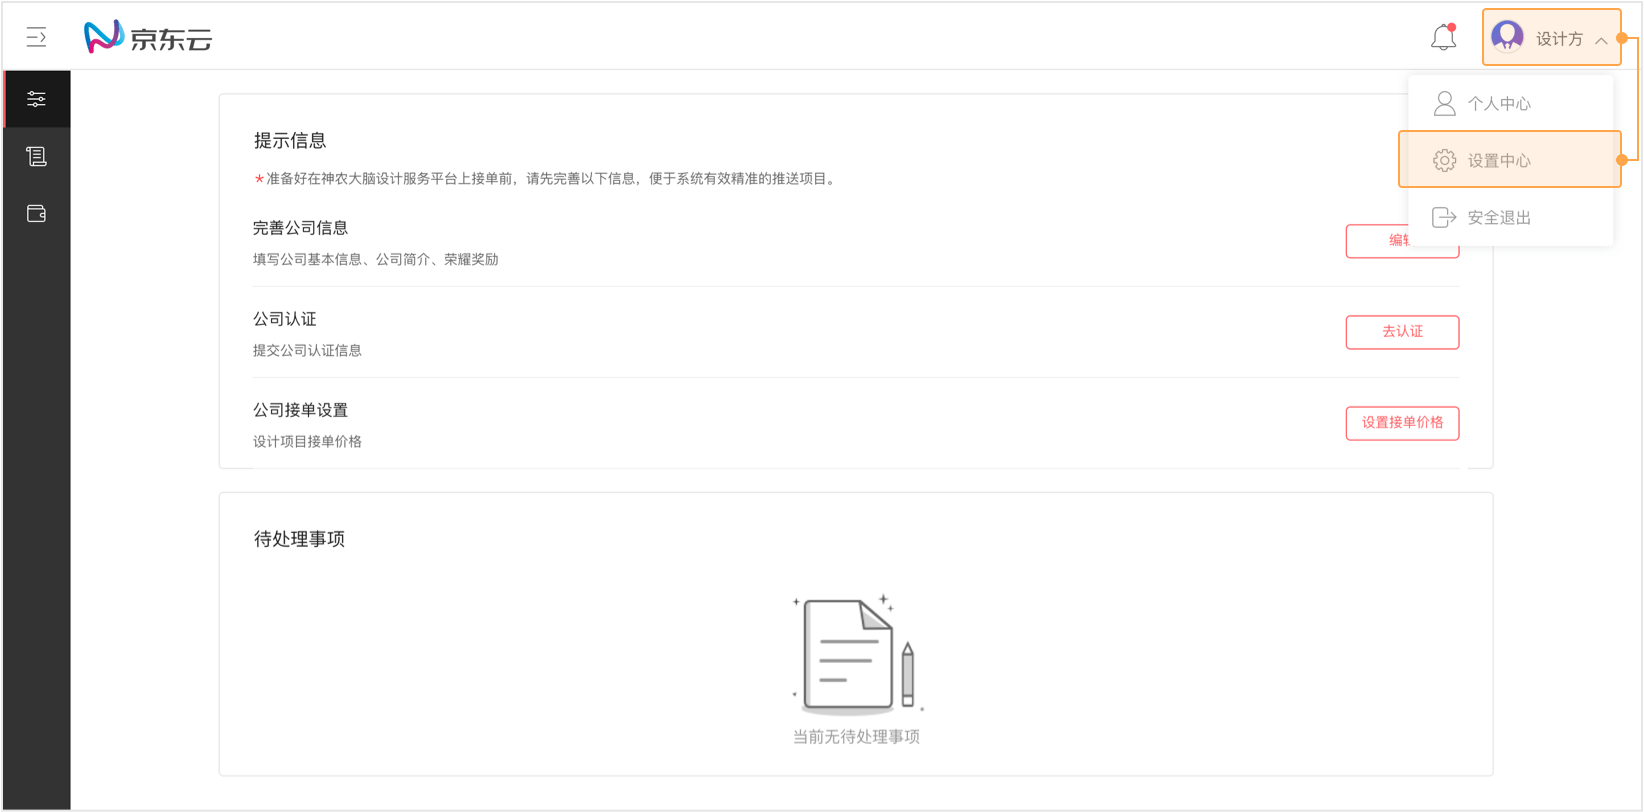 京东云
设计方
个人中心
设置中心
安全退出
提示信息
*准备好在神农大脑设计服务平台上接单前，请先完善以下信息，便于系统有效精准的推送项目。
完善公司信息
填写公司基本信息、公司简介、荣耀奖励
编辑
公司认证
提交公司认证信息
去认证
公司接单设置
设计项目接单价格
设置接单价格
待处理事项
当前无待处理事项